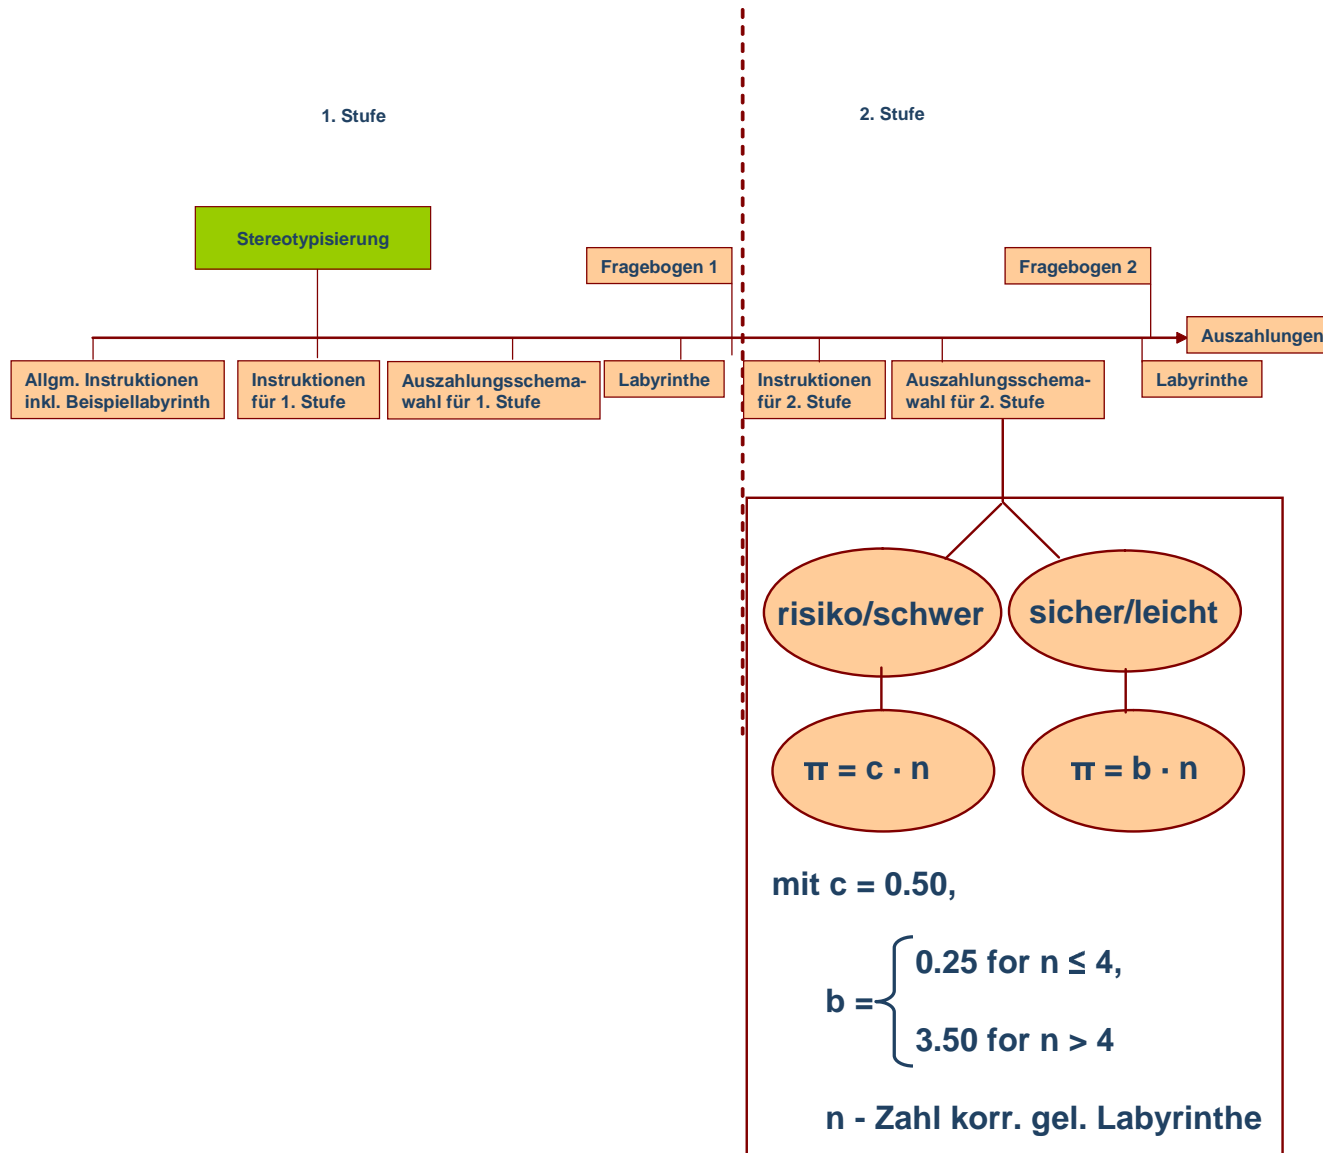 1. Stufe
2. Stufe
Stereotypisierung
Fragebogen 1
Fragebogen 2
Auszahlungen
Allgm. Instruktionen
inkl. Beispiellabyrinth
Instruktionen
für 1. Stufe
Auszahlungsschema-
wahl für 1. Stufe
Labyrinthe
Instruktionen
für 2. Stufe
Auszahlungsschema-
wahl für 2. Stufe
Labyrinthe
risiko/schwer
sicher/leicht
π = c · n
π = b · n
mit c = 0.50,
0.25 for n ≤ 4,
b =
3.50 for n > 4
n - Zahl korr. gel. Labyrinthe